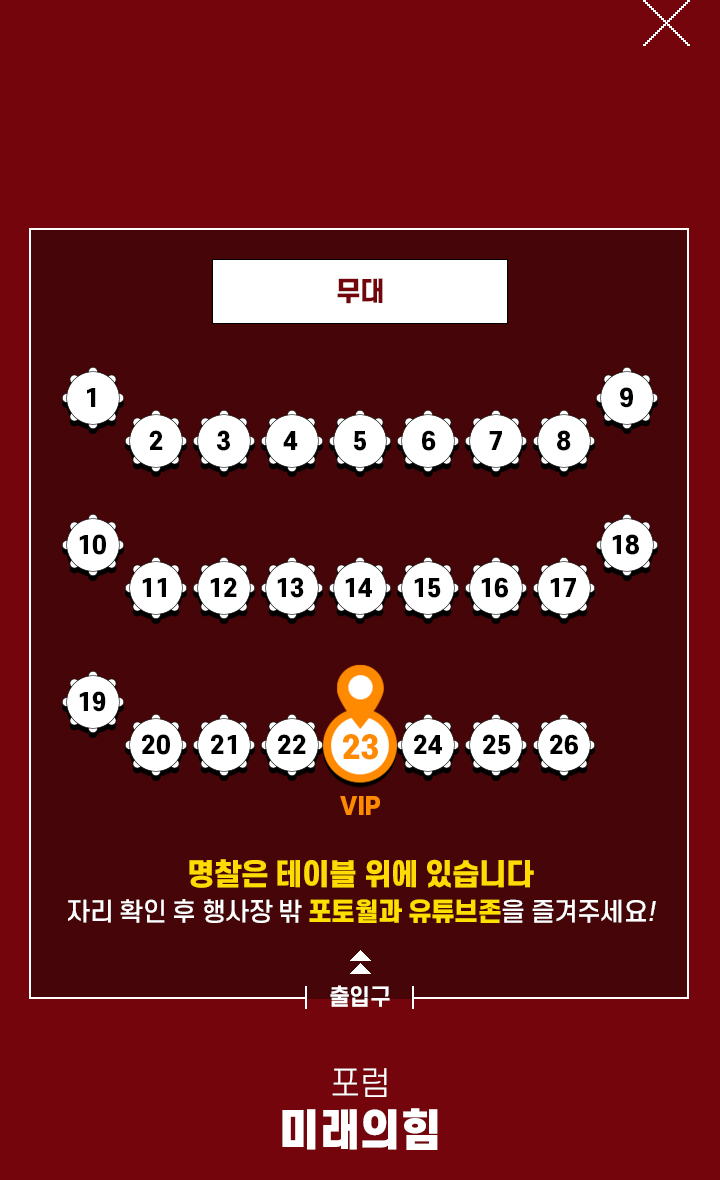 무대
1 9
2 3 4 5 6 7 8
10 18
11 12 13 14 15 16 17
19
20 21 22 23 24 25 26
VIP
명찰은 테이블 위에 있습니다
자리 확인 후 행사장 밖 포토월과 유튜브존을 즐겨주세요!
출입구
포럼
미래의힘